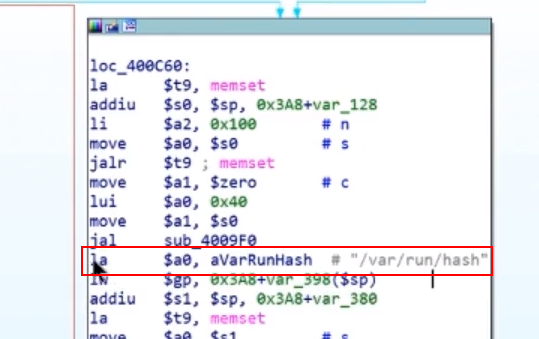 loc_400C60:
la $t9, memset
addiu $s0, $sp, 0x3A8+var_128
li $a2, 0x100 # n
move $a0, $s0 # s
jalr $t9 ; memset
move $a1, $zero # c
lui $a0, 0x40
move $a1, $s0
jal sub_4009F0
la $a0, aVarRunHash # "/var/run/hash"
lw $gp, 0x3A8+var_398($sp)
addiu $s1, $sp, 0x3A8+var_380
la $t9, memset
move $a0, $s1 # s